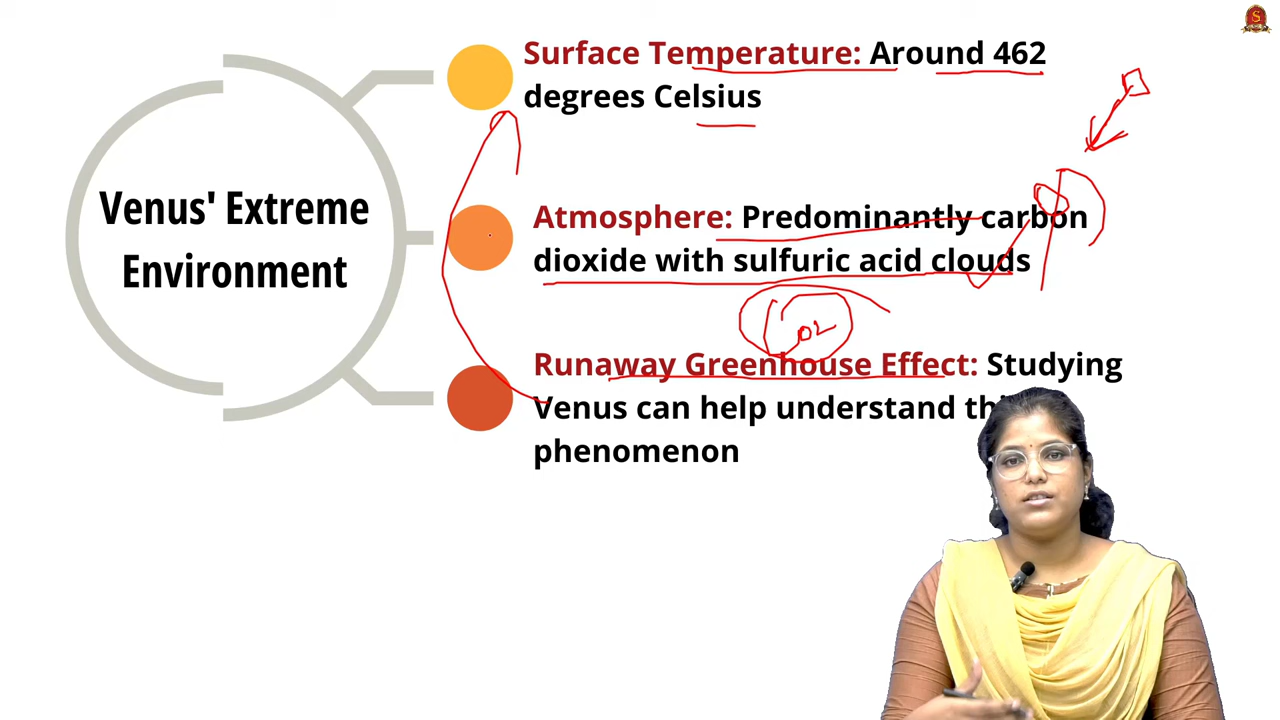 Surface Temperature: Around 462
degrees Celsius
Venus' Extreme
Environment
Atmosphere: Predominantly carbon
dioxide with sulfuric acid clouds
CO2
Runaway Greenhouse Effect: Studying
Venus can help understand
phenomenon